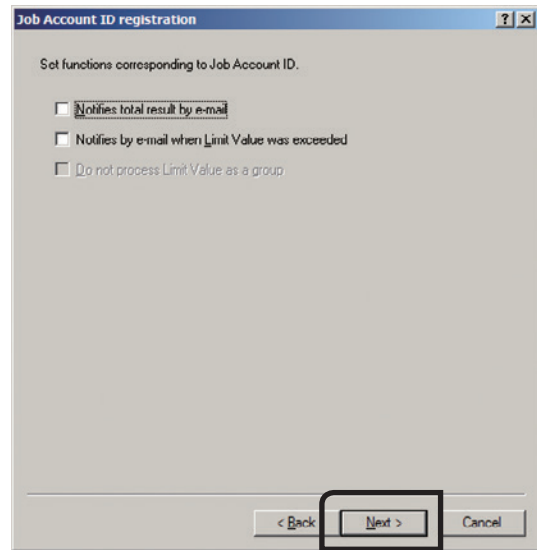 Job Account ID registration
Set functions corresponding to Job Account ID.
Notifies total result by e-mail
Notifies by e-mail when Limit Value was exceeded
Do not process Limit Value as a group
< Back Next > Cancel